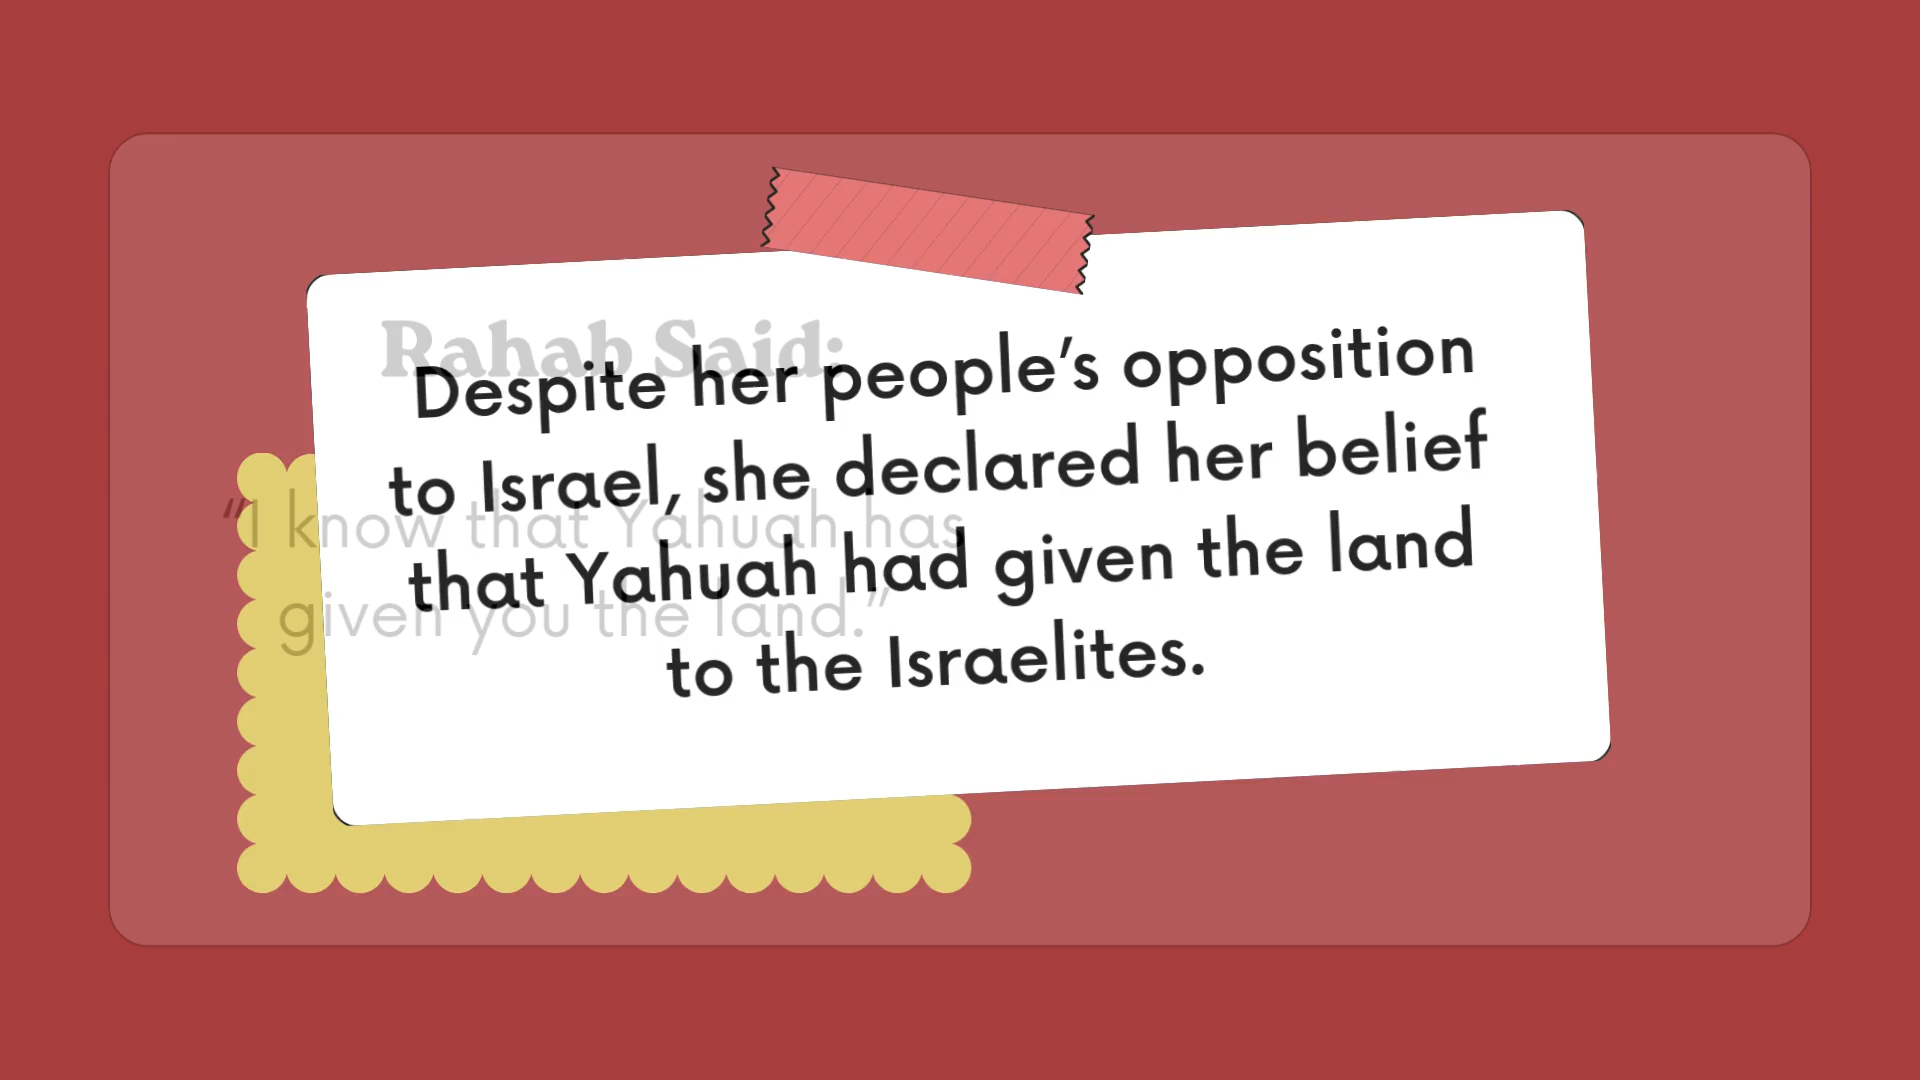 Rahab Said:
Despite her people’s opposition
to Israel, she declared her belief
that Yahuah had given the land
to the Israelites.
“I know that Yahuah has
given you the land.”